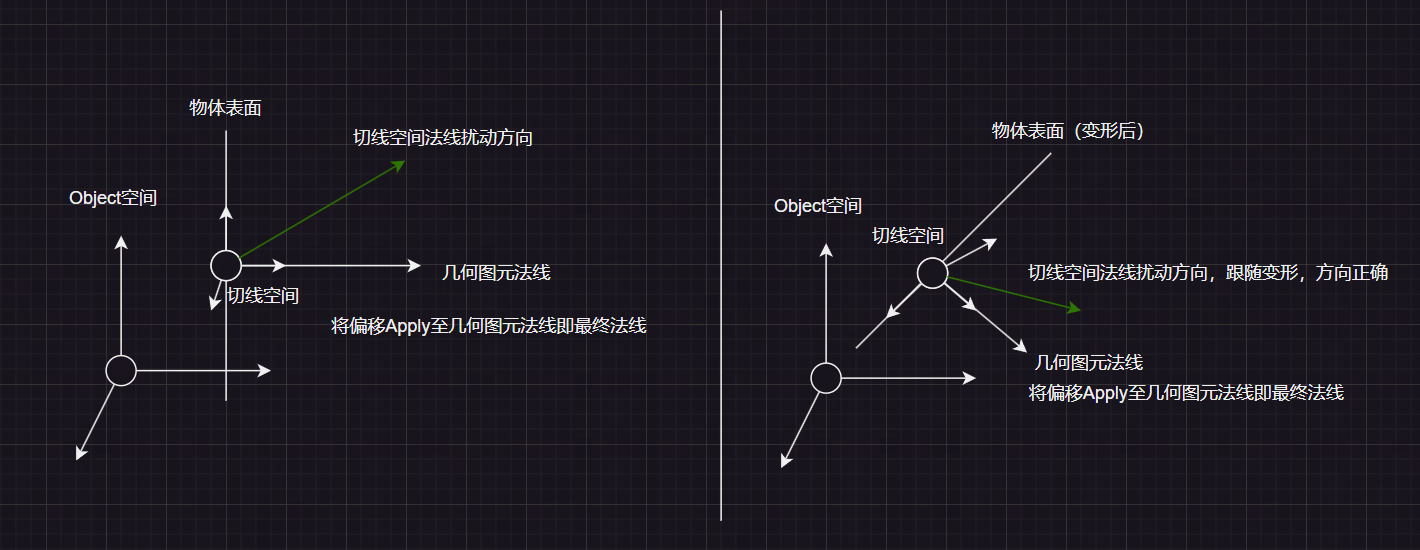 物体表面
切线空间法线扰动方向
Object空间
几何图元法线
切线空间
将偏移Apply至几何图元法线即最终法线
物体表面（变形后）
Object空间
切线空间
切线空间法线扰动方向，跟随变形，方向正确
几何图元法线
将偏移Apply至几何图元法线即最终法线